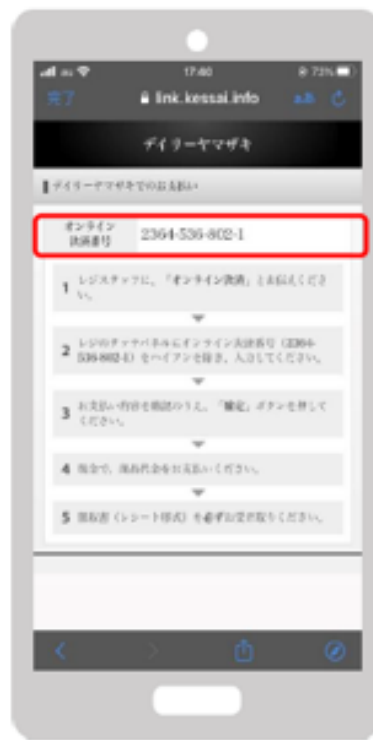 17:40
73%
完了
link.kessai.info
デイリーヤマザキ
デイリーヤマザキでのお支払い
オンライン
決済番号
2364-536-802-1
1 レジスタッフに、「オンライン決済」とお伝えくださ
い。
2 レジのタッチパネルにオンライン決済番号（2364-
536-802-1）をハイフンを除き、入力してください。
3 お支払い内容を確認のうえ、「確定」ボタンを押して
ください。
4 現金で、商品代金をお支払いください。
5 領収書（レシート形式）を必ずお受け取りください。